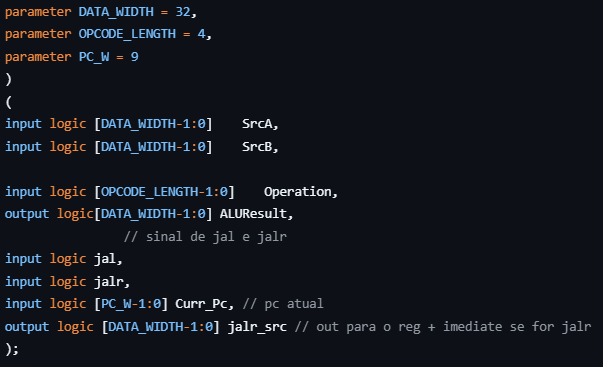 parameter DATA_WIDTH = 32,
parameter OPCODE_LENGTH = 4,
parameter PC_W = 9
)
(
input logic [DATA_WIDTH-1:0]    SrcA,
input logic [DATA_WIDTH-1:0]    SrcB,
input logic [OPCODE_LENGTH-1:0]    Operation,
output logic[DATA_WIDTH-1:0] ALUResult,
// sinal de jal e jalr
input logic jal,
input logic jalr,
input logic [PC_W-1:0] Curr_Pc, // pc atual
output logic [DATA_WIDTH-1:0] jalr_src // out para o reg + imediate se for jalr
);